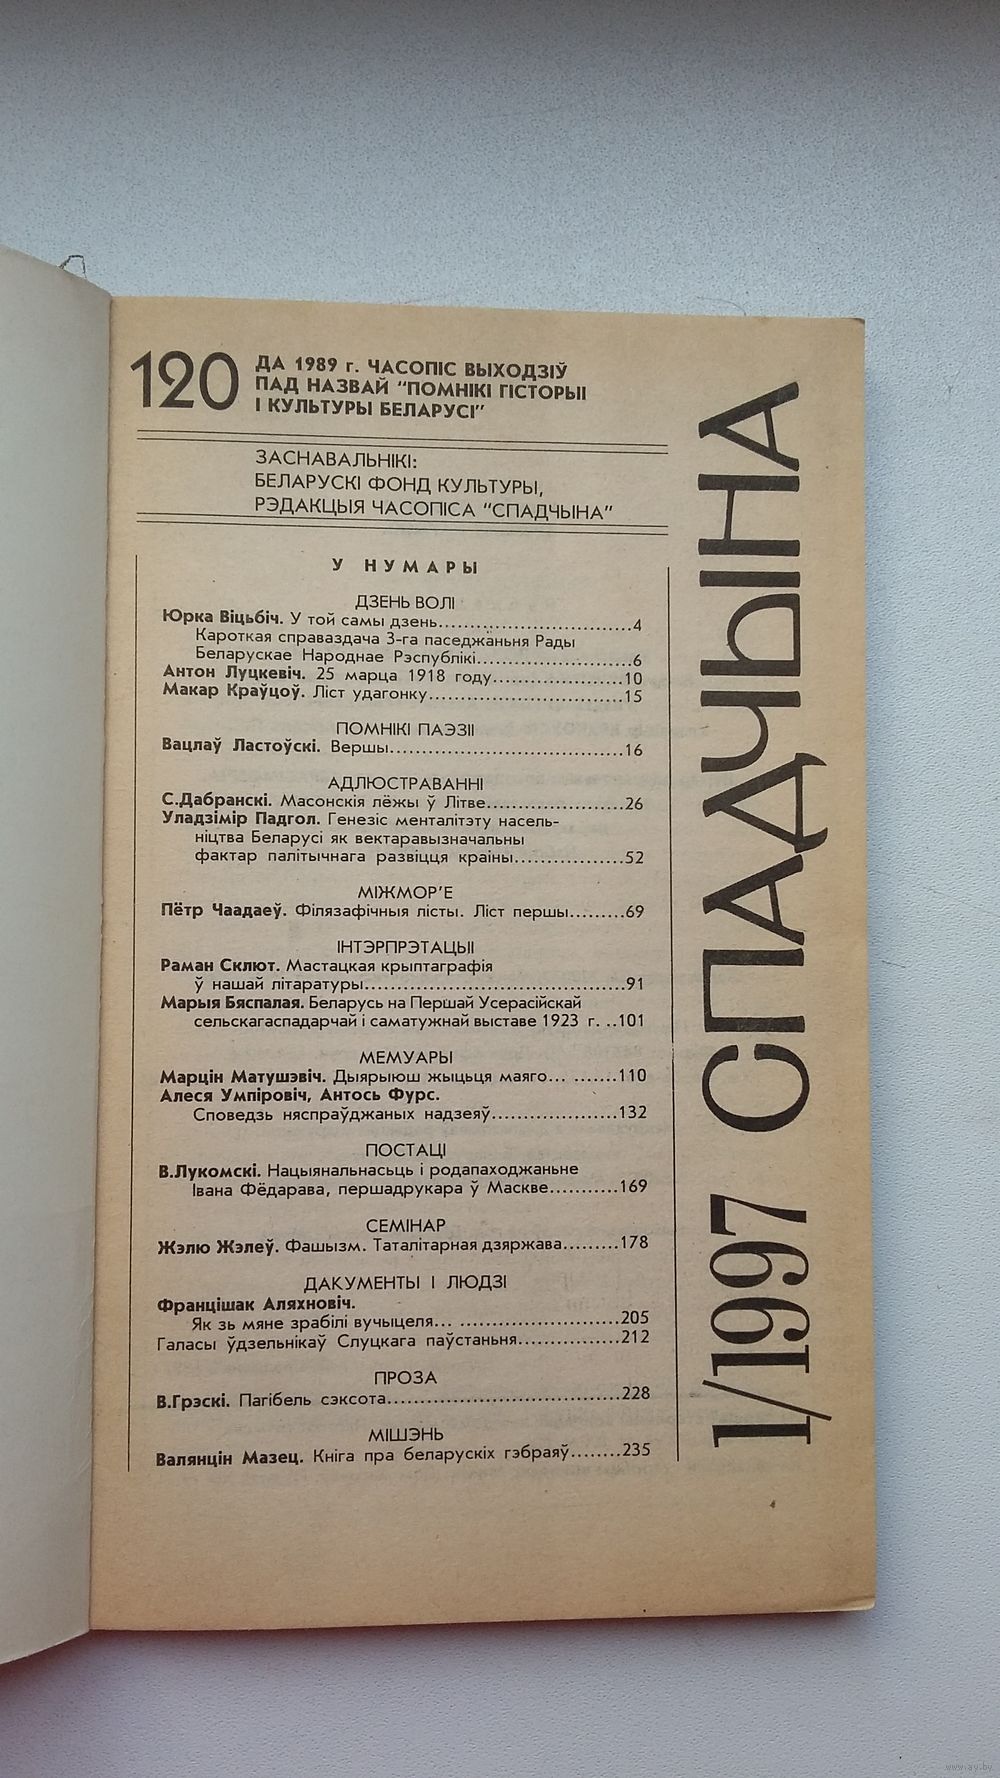 120
ДА 1989 г. ЧАСОПІС ВЫХОДЗІЎ
ПАД НАЗВАЙ "ПОМНІКІ ГІСТОРЫІ
І КУЛЬТУРЫ БЕЛАРУСІ"
ЗАСНАВАЛЬНІКІ:
БЕЛАРУСКІ ФОНД КУЛЬТУРЫ,
РЭДАКЦЫЯ ЧАСОПІСА "СПАДЧЫНА"
У НУМАРЫ
ДЗЕНЬ ВОЛІ
Юрка Віцьбіч. У той самы дзень..............................4
Кароткая справаздача 3-га паседжаньня Рады
Беларускае Народнае Рэспублікі........................6
Антон Луцкевіч. 25 марца 1918 году.....................10
Макар Краўцоў. Ліст удагонку..............................15
ПОМНІКІ ПАЭЗІІ
Вацлаў Ластоўскі. Вершы....................................16
АДЛЮСТРАВАННІ
С.Дабранскі. Масонскія лёжы ў Літве.....................26
Уладзімір Падгол. Генезіс менталітэту насель-
ніцтва Беларусі як вектаравызначальны
фактар палітычнага развіцця краіны.................52
МІЖМОР'Е
Пётр Чаадаеў. Філязафічныя лісты. Ліст першы.........69
ІНТЭРПРЭТАЦЫІ
Раман Склют. Мастацкая крыптаграфія
ў нашай літаратуры.......................................91
Марыя Бяспалая. Беларусь на Першай Усерасійскай
сельскагаспадарчай і саматужнай выставе 1923 г. ..101
МЕМУАРЫ
Марцін Матушэвіч. Дыярыюш жыцьця маяго... .......110
Алеся Умпіровіч, Антось Фурс.
Споведзь няспраўджаных надзеяў...................132
ПОСТАЦІ
В.Лукомскі. Нацыянальнасьць і родапаходжаньне
Івана Фёдарава, першадрукара ў Маскве...........169
СЕМІНАР
Жэлю Жэлеў. Фашызм. Таталітарная дзяржава.........178
ДАКУМЕНТЫ І ЛЮДЗІ
Францішак Аляхновіч.
Як зь мяне зрабілі вучыцеля... ........................205
Галасы ўдзельнікаў Слуцкага паўстаньня................212
ПРОЗА
В.Грэскі. Пагібель сэксота...................................228
МІШЭНЬ
Валянцін Мазец. Кніга пра беларускіх гэбраяў........235
1/1997 СПАДЧЫНА
www.ay.by